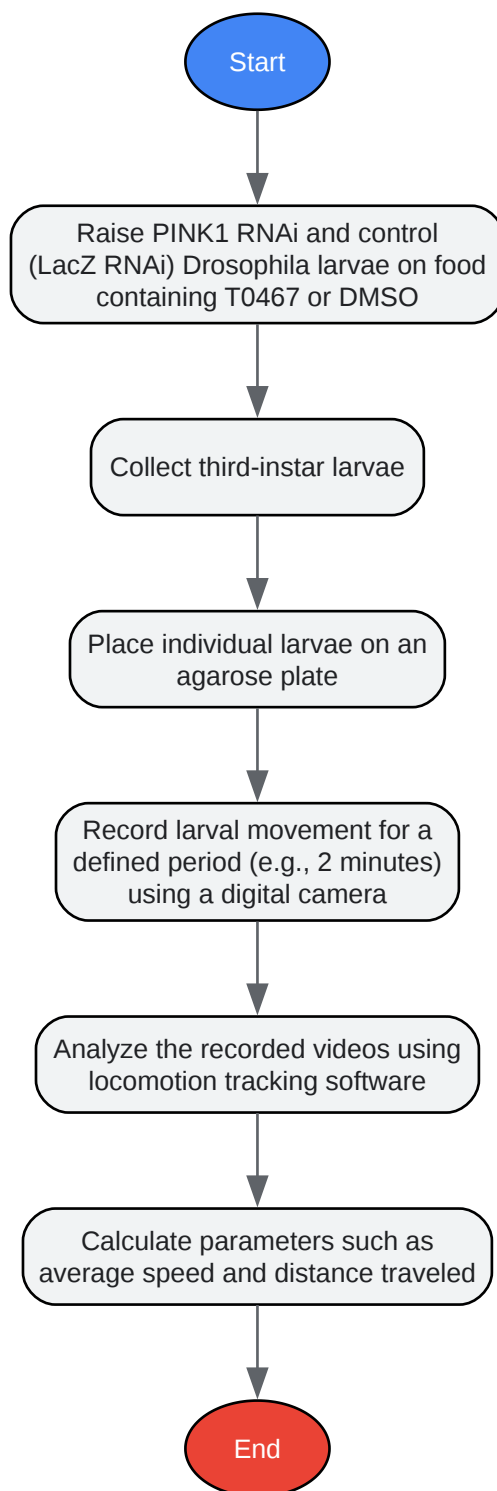 Start
Raise PINK1 RNAi and control
(LacZ RNAi) Drosophila larvae on food
containing T0467 or DMSO
Collect third-instar larvae
Place individual larvae on an
agarose plate
Record larval movement for a
defined period (e.g., 2 minutes)
using a digital camera
Analyze the recorded videos using
locomotion tracking software
Calculate parameters such as
average speed and distance traveled
End